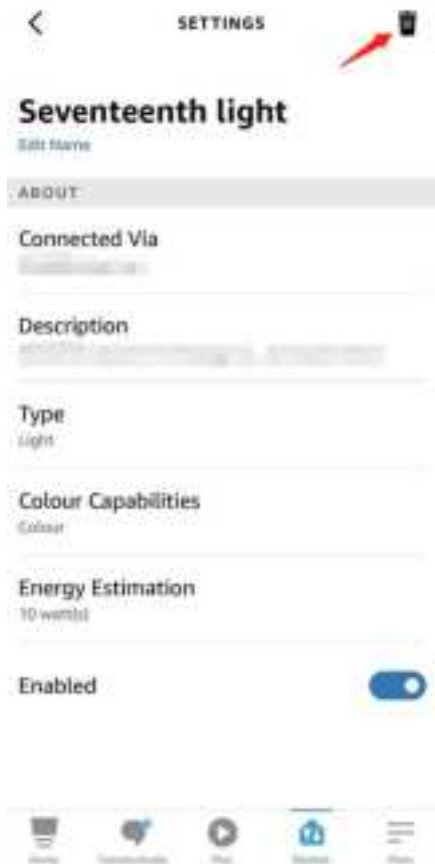 SETTINGS
Seventeenth light
Edit Name
ABOUT
Connected Via
Description
Type
Light
Colour Capabilities
Colour
Energy Estimation
10 watt(s)
Enabled